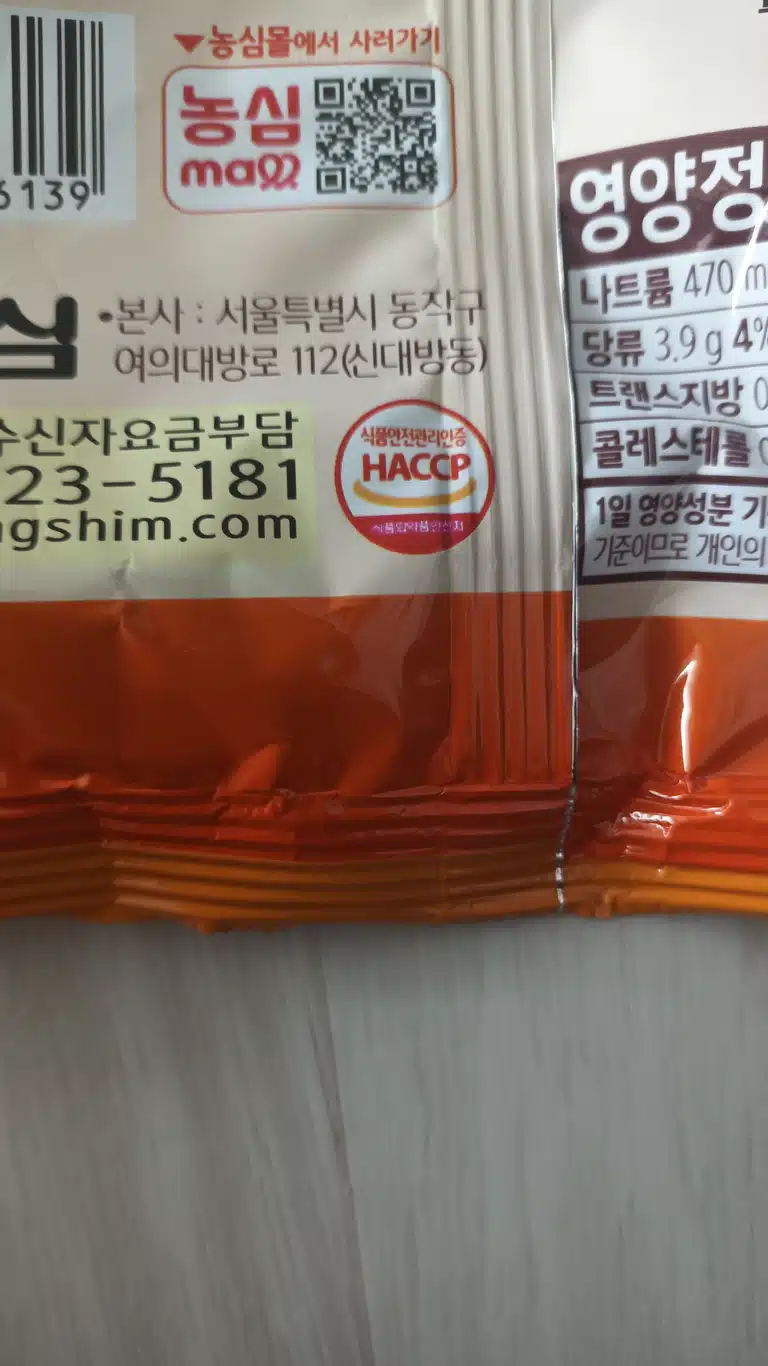 ▼농심몰에서 사러가기
농심
mall
6139
심
•본사 : 서울특별시 동작구
여의대방로 112(신대방동)
수신자요금부담
23-5181
gshim.com
식품안전관리인증
HACCP
영양정
나트륨 470 m
당류 3.9 g 4%
트랜스지방 0
콜레스테롤 0
1일 영양성분 기
기준이므로 개인의